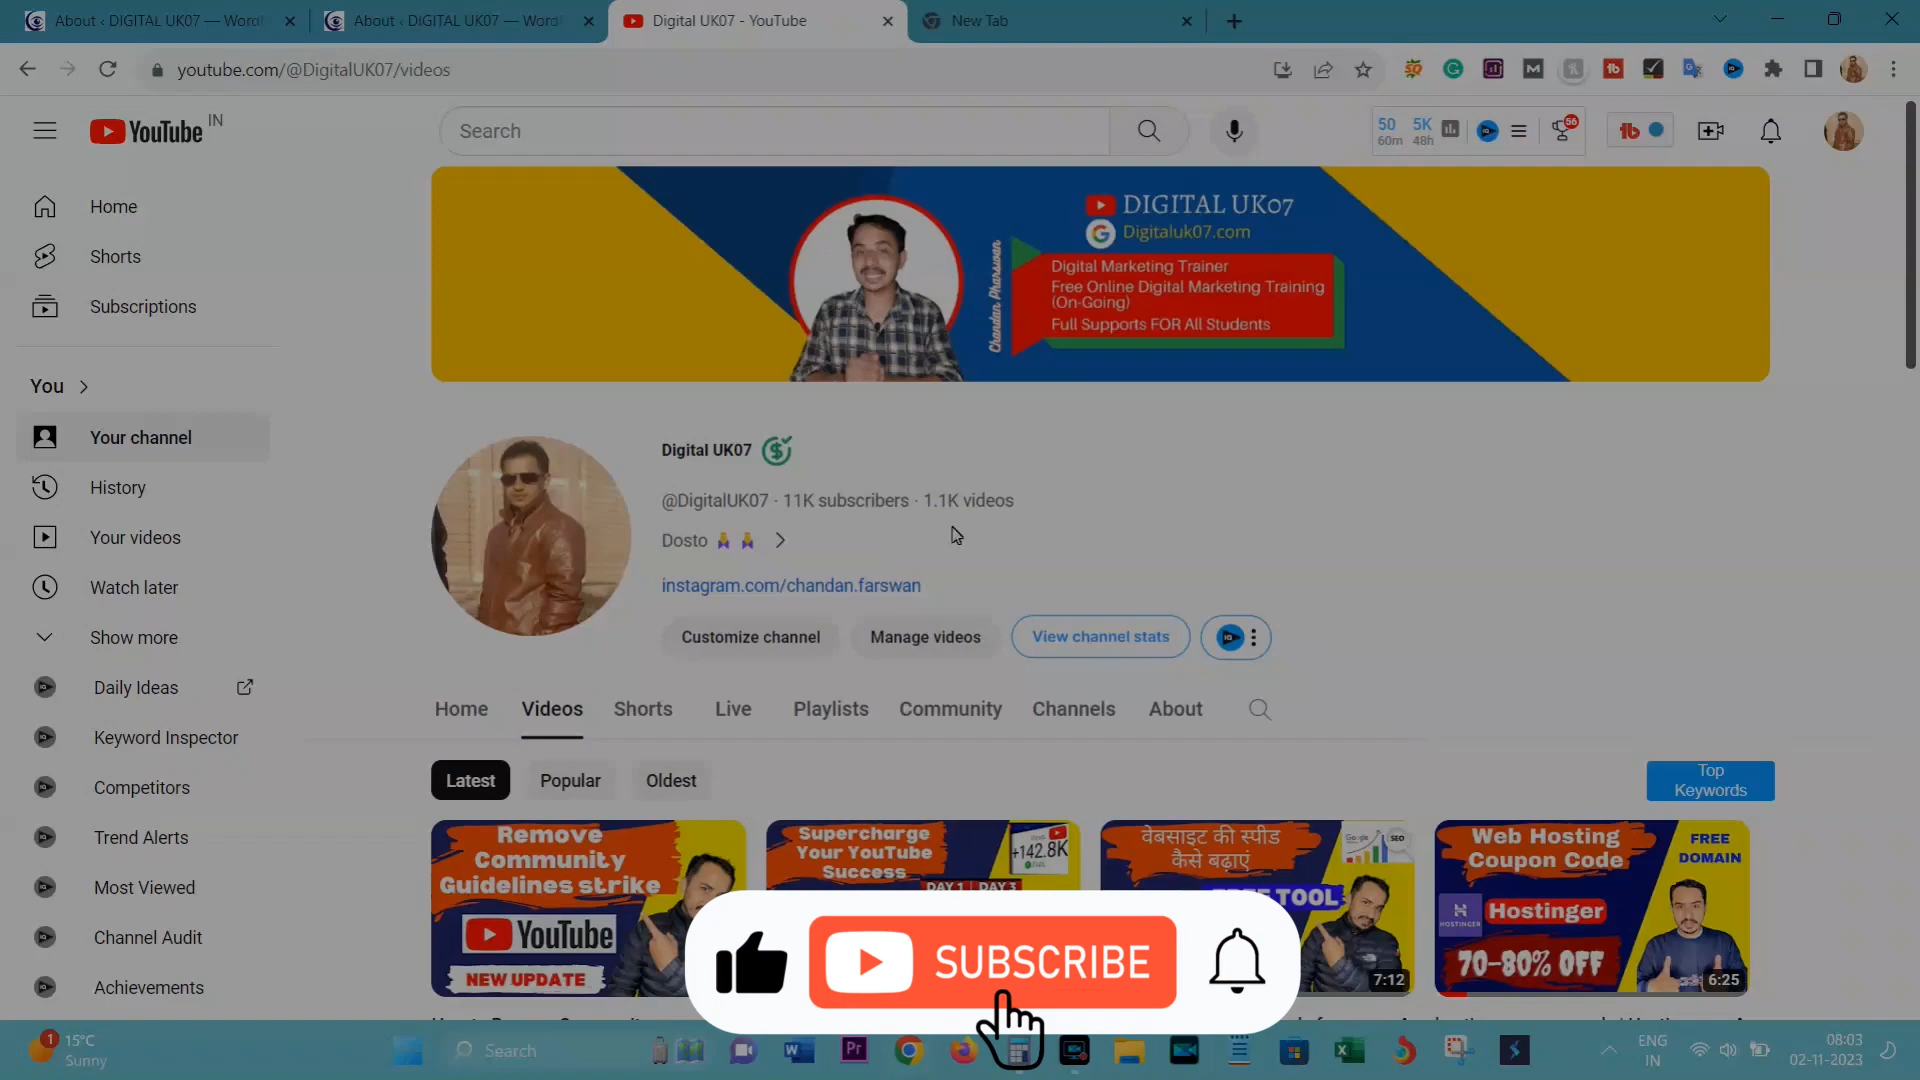 About ‹ DIGITAL UK07 — Word
About ‹ DIGITAL UK07 — Word
Digital UK07 - YouTube
New Tab
youtube.com/@DigitalUK07/videos
YouTube IN
Search
50 60m
5K 48h
56
Home
Shorts
Subscriptions
You
Your channel
History
Your videos
Watch later
Show more
Daily Ideas
Keyword Inspector
Competitors
Trend Alerts
Most Viewed
Channel Audit
Achievements
DIGITAL UK07
Digitaluk07.com
Chandan Pharswan
Digital Marketing Trainer
Free Online Digital Marketing Training
(On-Going)
Full Supports FOR All Students
Digital UK07
@DigitalUK07 · 11K subscribers · 1.1K videos
Dosto
instagram.com/chandan.farswan
Customize channel
Manage videos
View channel stats
Home
Videos
Shorts
Live
Playlists
Community
Channels
About
Latest
Popular
Oldest
Top
Keywords
Remove
Community
Guidelines strike
YouTube
NEW UPDATE
Supercharge
Your YouTube
Success
+142.8K
DAY 1 | DAY 3
वेबसाइट की स्पीड
कैसे बढ़ाएं
Google
SEO
TOOL
7:12
Web Hosting
Coupon Code
FREE
DOMAIN
HOSTINGER
Hostinger
70-80% OFF
6:25
SUBSCRIBE
1
15°C
Sunny
Search
ENG
IN
08:03
02-11-2023